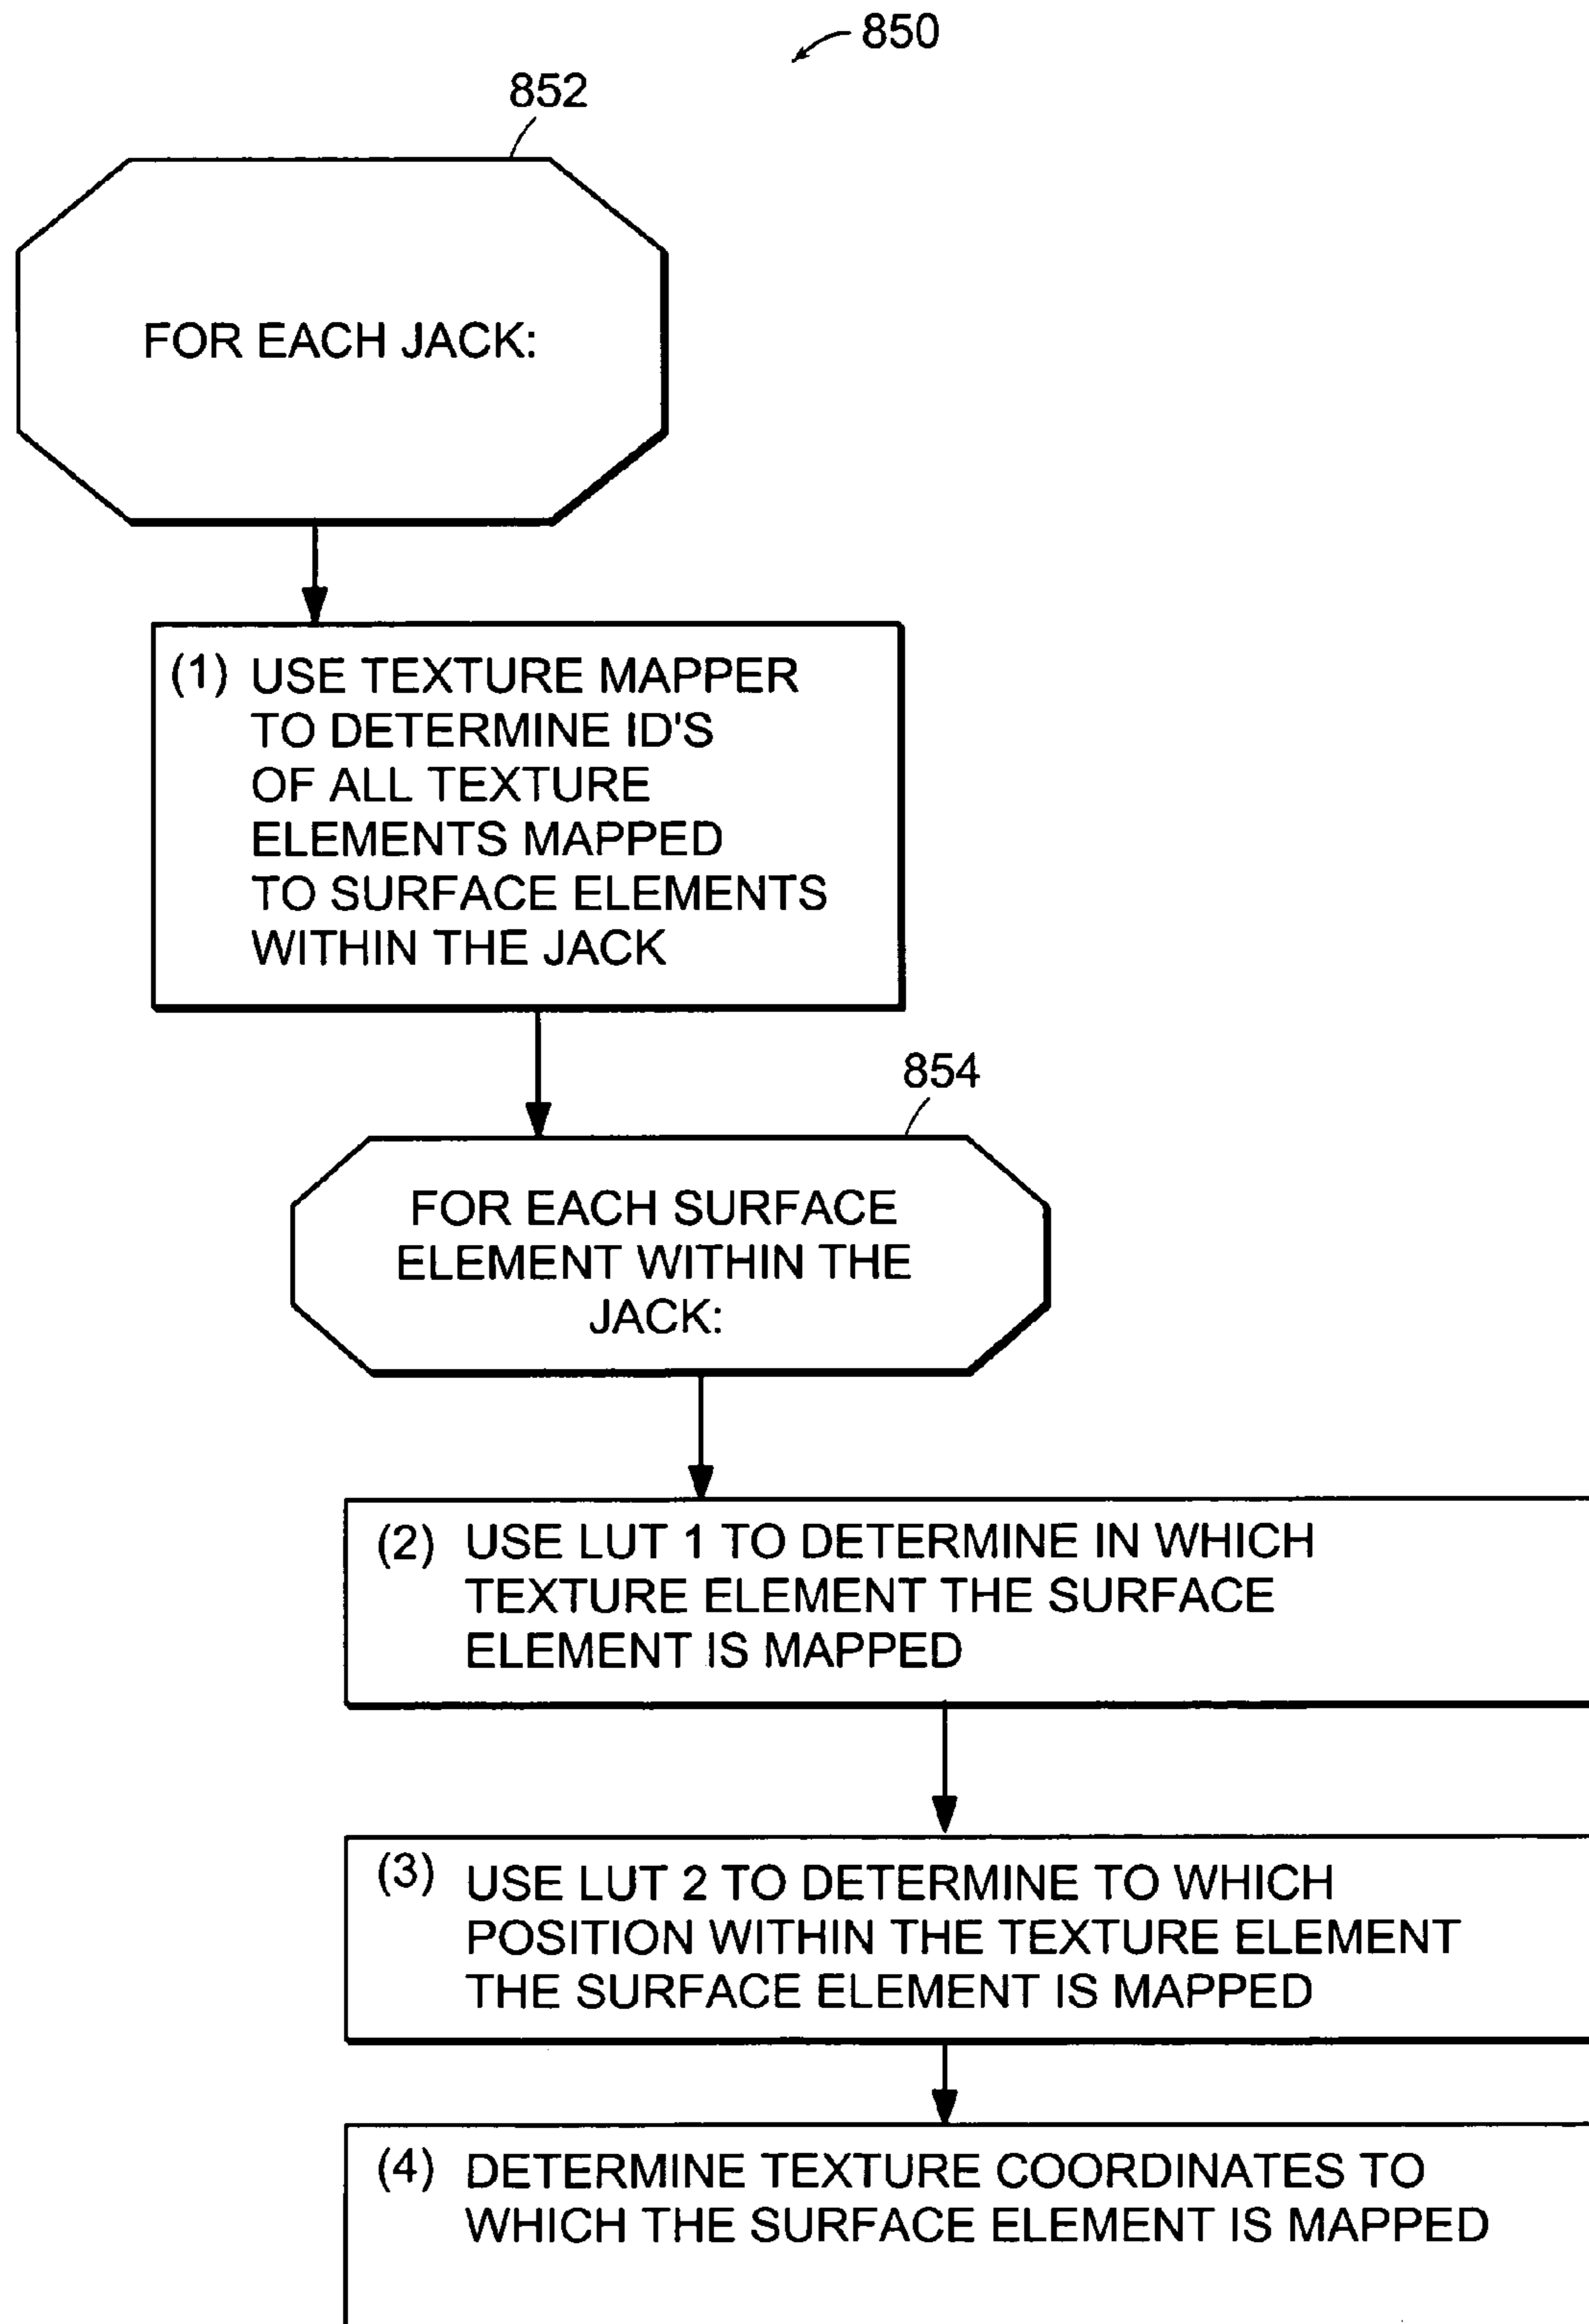 850
852
FOR EACH JACK:
(1) USE TEXTURE MAPPER
TO DETERMINE ID'S
OF ALL TEXTURE
ELEMENTS MAPPED
TO SURFACE ELEMENTS
WITHIN THE JACK
854
FOR EACH SURFACE
ELEMENT WITHIN THE
JACK:
(2) USE LUT 1 TO DETERMINE IN WHICH
TEXTURE ELEMENT THE SURFACE
ELEMENT IS MAPPED
(3) USE LUT 2 TO DETERMINE TO WHICH
POSITION WITHIN THE TEXTURE ELEMENT
THE SURFACE ELEMENT IS MAPPED
(4) DETERMINE TEXTURE COORDINATES TO
WHICH THE SURFACE ELEMENT IS MAPPED